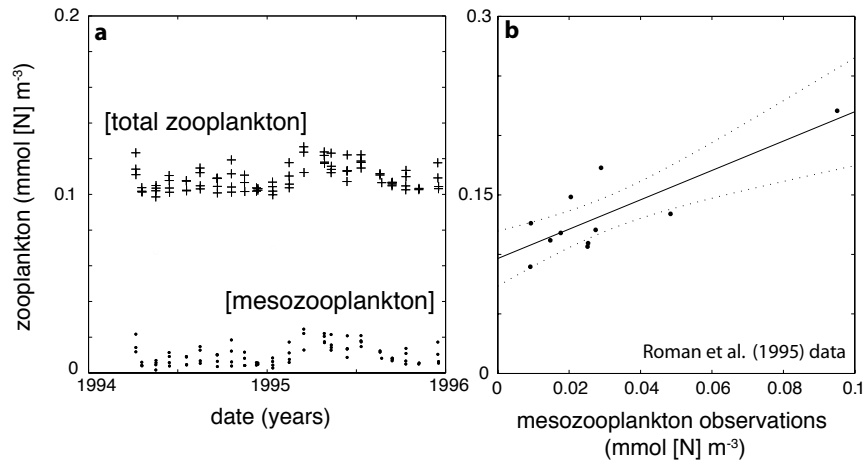 zooplankton (mmol [N] m-3)
0.2
0.1
0
a
[total zooplankton]
[mesozooplankton]
1994
1995
1996
date (years)
0.3
0.15
0
b
Roman et al. (1995) data
0
0.02
0.04
0.06
0.08
0.1
mesozooplankton observations
(mmol [N] m-3)